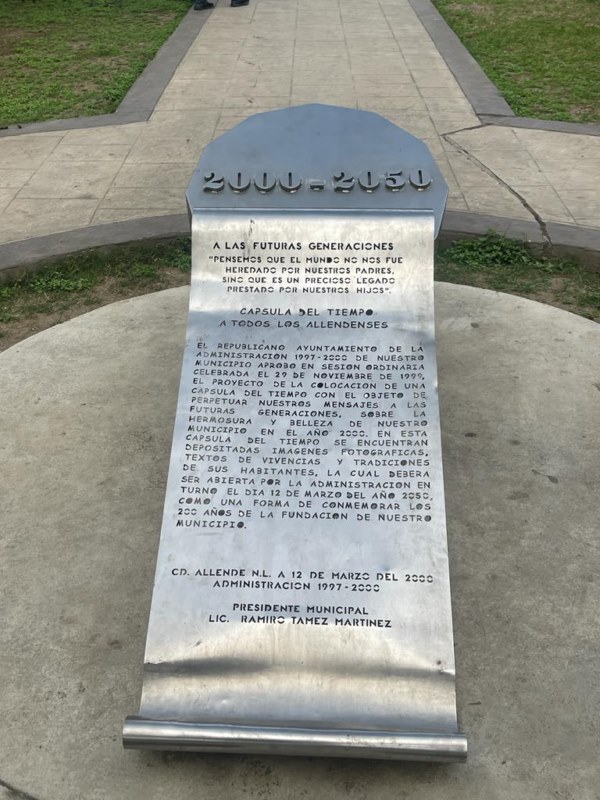 2000-2050
A LAS FUTURAS GENERACIONES
"PENSEMOS QUE EL MUNDO NO NOS FUE
HEREDADO POR NUESTROS PADRES,
SINO QUE ES UN PRECIOSO LEGADO
PRESTADO POR NUESTROS HIJOS".
CAPSULA DEL TIEMPO
A TODOS LOS ALLENDENSES
EL REPUBLICANO AYUNTAMIENTO DE LA
ADMINISTRACION 1997-2000 DE NUESTRO
MUNICIPIO APROBO EN SESION ORDINARIA
CELEBRADA EL 29 DE NOVIEMBRE DE 1999,
EL PROYECTO DE LA COLOCACION DE UNA
CAPSULA DEL TIEMPO CON EL OBJETO DE
PERPETUAR NUESTROS MENSAJES A LAS
FUTURAS GENERACIONES, SOBRE LA
HERMOSURA Y BELLEZA DE NUESTRO
MUNICIPIO EN EL AÑO 2000. EN ESTA
CAPSULA DEL TIEMPO SE ENCUENTRAN
DEPOSITADAS IMAGENES FOTOGRAFICAS,
TEXTOS DE VIVENCIAS Y TRADICIONES
DE SUS HABITANTES, LA CUAL DEBERA
SER ABIERTA POR LA ADMINISTRACION EN
TURNO EL DIA 12 DE MARZO DEL AÑO 2050,
COMO UNA FORMA DE CONMEMORAR LOS
200 AÑOS DE LA FUNDACION DE NUESTRO
MUNICIPIO.
CD. ALLENDE N.L. A 12 DE MARZO DEL 2000
ADMINISTRACION 1997-2000
PRESIDENTE MUNICIPAL
LIC. RAMIRO TAMEZ MARTINEZ